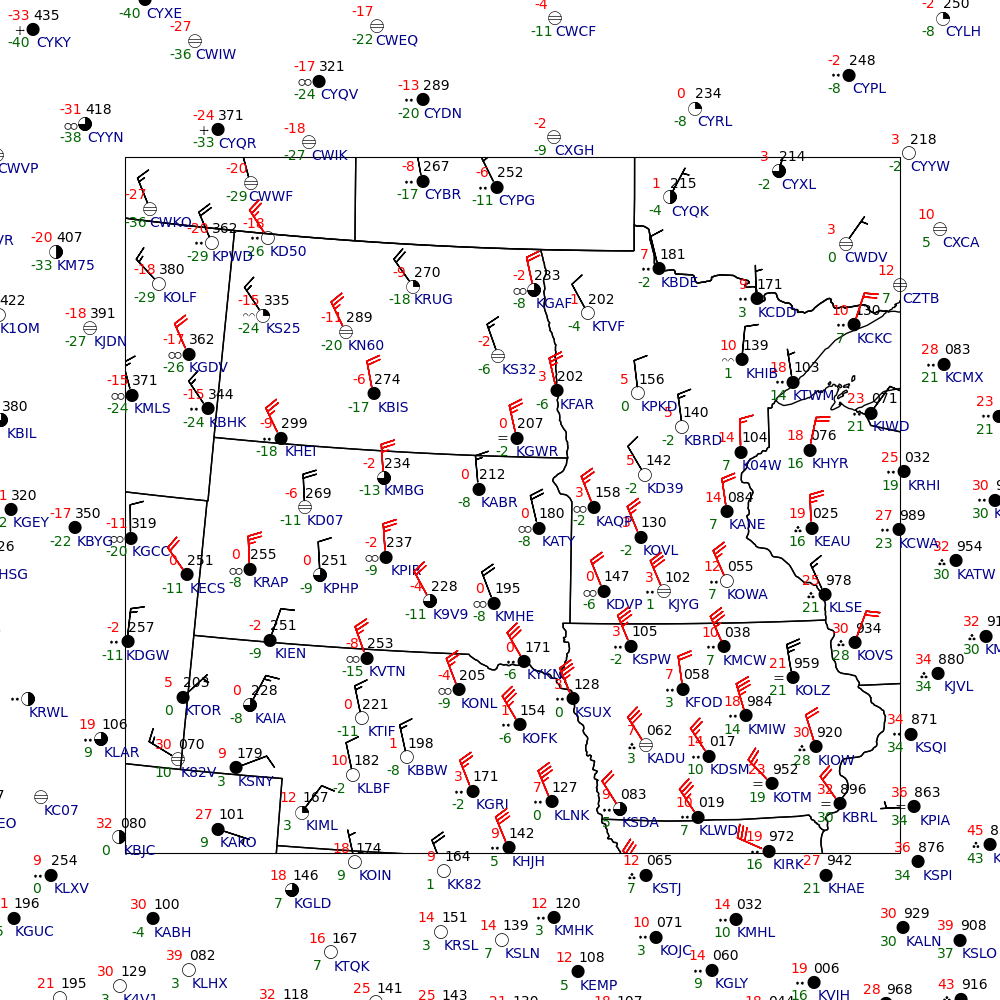 -33 435
-40 CYKY
-40 CYXE
-27
-36 CWIW
-17
-22 CWEQ
-4
-11 CWCF
-2 250
-8 CYLH
-17 321
-24 CYQV
-13 289
-20 CYDN
-2 248
-8 CYPL
0 234
-8 CYRL
-31 418
-38 CYYN
-24 371
-33 CYQR
-18
-27 CWIK
-2
-9 CXGH
3 218
-2 CYYW
CWVP
-20
-29 CWWF
-8 267
-17 CYBR
-6 252
-11 CYPG
3 214
-2 CYXL
1 215
-4 CYQK
-27
-36 CWKO
-20 362
-29 KPWD
-18
-26 KD50
3
0 CWDV
10
5 CXCA
-20 407
-33 KM75
-18 380
-29 KOLF
-9 270
-18 KRUG
-2 233
-8 KGAF
7 181
-2 KBDE
9 171
3 KCDD
12
7 CZTB
422
K1OM
-18 391
-27 KJDN
-15 335
-24 KS25
-11 289
-20 KN60
1 202
-4 KTVF
10 130
7 KCKC
-17 362
-26 KGDV
-2
-6 KS32
10 139
1 KHIB
28 083
21 KCMX
-15 371
-24 KMLS
-15 344
-24 KBHK
-6 274
-17 KBIS
3 202
-6 KFAR
5 156
0 KPKD
18 103
14 KTWM
380
KBIL
-9 299
-18 KHEI
0 207
-2 KGWR
5 140
-2 KBRD
23 071
21 KIWD
23
21
14 104
7 K04W
18 076
16 KHYR
-2 234
-13 KMBG
0 212
-8 KABR
5 142
-2 KD39
25 032
19 KRHI
320
KGEY
-17 350
-22 KBYG
-11 319
-20 KGCC
-6 269
-11 KD07
0 180
-8 KATY
3 158
-2 KAQP
130
-2 KOVL
14 084
7 KANE
19 025
16 KEAU
27 989
23 KCWA
HSG
0 251
-11 KECS
0 255
-8 KRAP
0 251
-9 KPHP
-2 237
-9 KPIR
-4 228
-11 K9V9
0 195
-8 KMHE
0 147
-6 KDVP
3 102
1 KJYG
12 055
7 KOWA
25 978
21 KLSE
32 954
30 KATW
-2 257
-11 KDGW
-2 251
-9 KIEN
-8 253
-15 KVTN
0 171
-6 KYKN
3 105
-2 KSPW
10 038
7 KMCW
30 934
28 KOVS
32
30
KRWL
5 203
0 KTOR
0 228
-8 KAIA
-4 205
-9 KONL
3 128
0 KSUX
7 058
3 KFOD
21 959
21 KOLZ
34 880
34 KJVL
19 106
9 KLAR
30 070
10 K82V
0 221
-11 KTIF
1 154
-6 KOFK
7 062
3 KADU
18 984
14 KMIW
34 871
34 KSQI
9 179
3 KSNY
10 182
-2 KLBF
1 198
-8 KBBW
14 017
10 KDSM
30 920
28 KIOW
KC07
12 167
3 KIML
3 171
-2 KGRI
7 127
0 KLNK
9 083
5 KSDA
10 019
7 KLWD
23 952
19 KOTM
32 896
30 KBRL
36 863
34 KPIA
32 080
0 KBJC
27 101
9 KAKO
18 174
9 KOIN
9 164
1 KK82
9 142
5 KHJH
19 972
16 KIRK
45
43
9 254
0 KLXV
18 146
7 KGLD
12 065
7 KSTJ
27 942
21 KHAE
36 876
34 KSPI
196
KGUC
30 100
-4 KABH
14 151
3 KRSL
14 139
7 KSLN
12 120
3 KMHK
10 071
3 KOJC
14 032
10 KMHL
30 929
30 KALN
39 908
37 KSLO
39 082
3 KLHX
16 167
7 KTQK
12 108
5 KEMP
14 060
9 KGLY
19 006
16 KVIH
21 195
30 129
3 K4V1
32 118
25 141
25 143
28 968
43 916